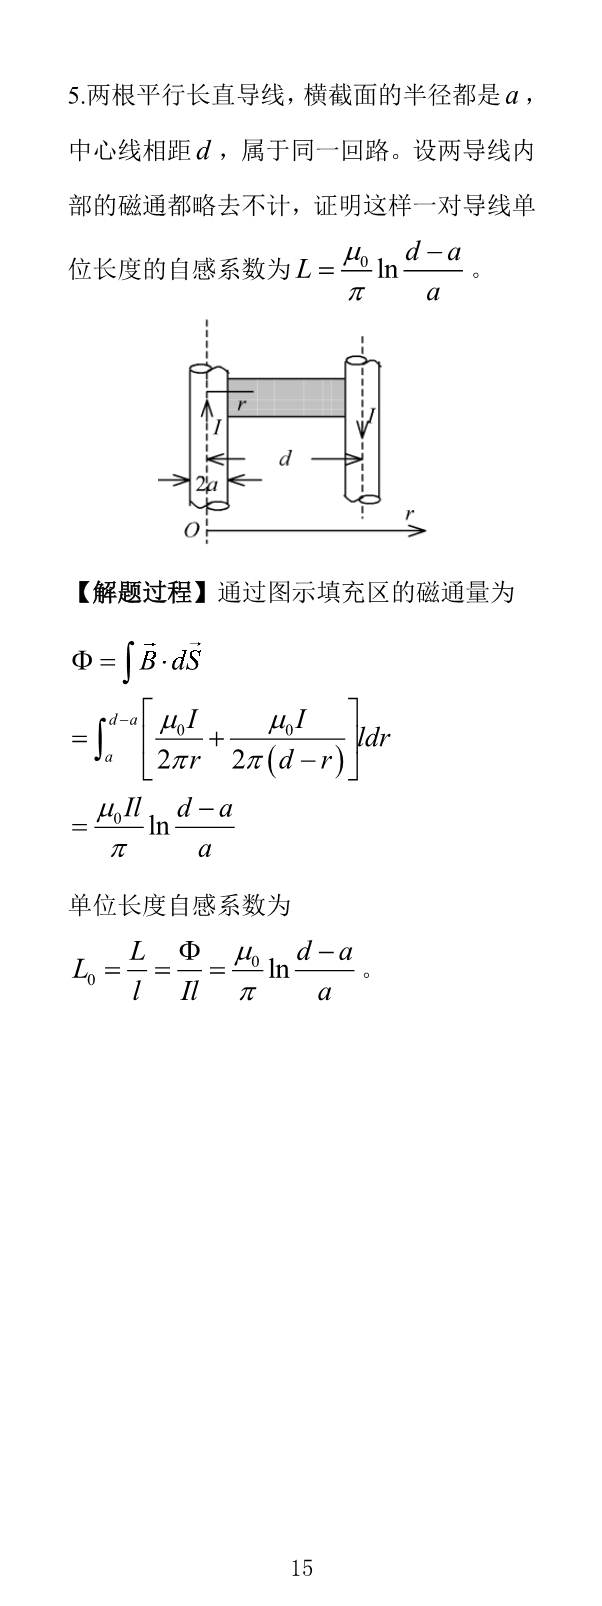 5.两根平行长直导线，横截面的半径都是 a ，
中心线相距 d ，属于同一回路。设两导线内
部的磁通都略去不计，证明这样一对导线单
位长度的自感系数为 L = \frac{\mu_0}{\pi} \ln \frac{d-a}{a} 。
r
I
I
d
2a
r
O
【解题过程】通过图示填充区的磁通量为
\Phi = \int \vec{B} \cdot d\vec{S}
= \int_a^{d-a} \left[ \frac{\mu_0 I}{2\pi r} + \frac{\mu_0 I}{2\pi (d-r)} \right] l dr
= \frac{\mu_0 Il}{\pi} \ln \frac{d-a}{a}
单位长度自感系数为
L_0 = \frac{L}{l} = \frac{\Phi}{Il} = \frac{\mu_0}{\pi} \ln \frac{d-a}{a} 。
15